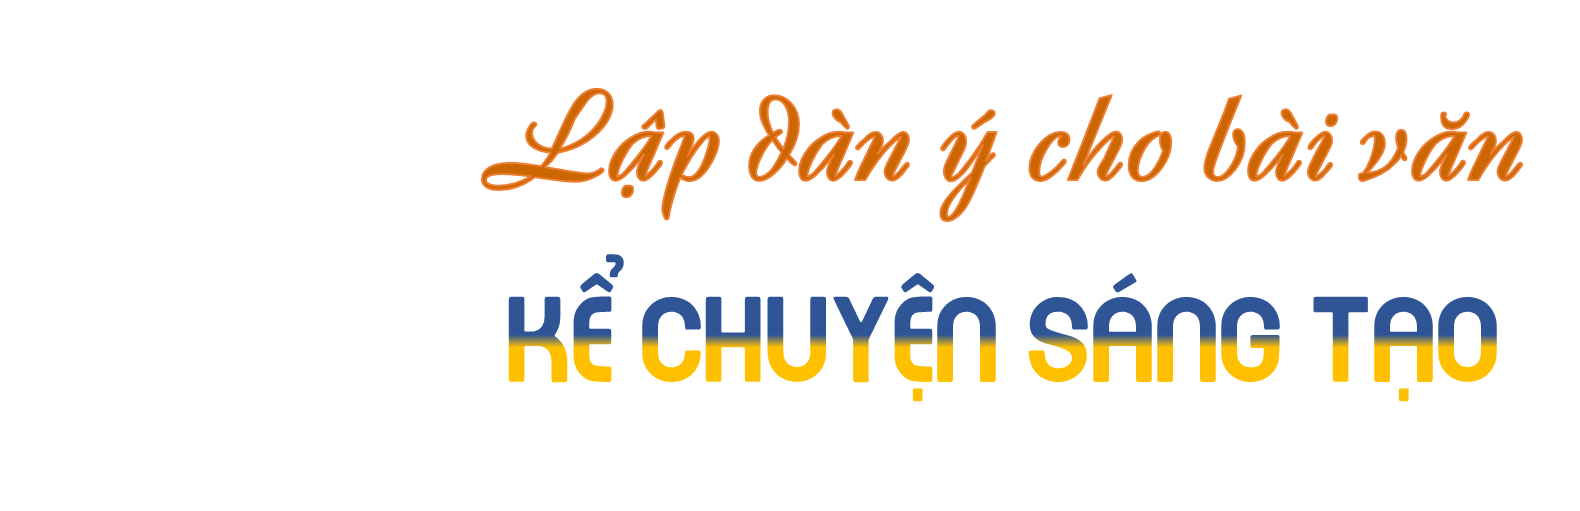 Lập dàn ý cho bài văn
KỂ CHUYỆN SÁNG TẠO